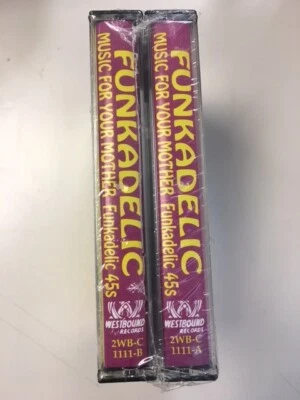 FUNKADELIC
MUSIC FOR YOUR MOTHER Funkadelic 45s
WESTBOUND
RECORDS
2WB-C
1111-B
FUNKADELIC
MUSIC FOR YOUR MOTHER Funkadelic 45s
WESTBOUND
RECORDS
2WB-C
1111-A